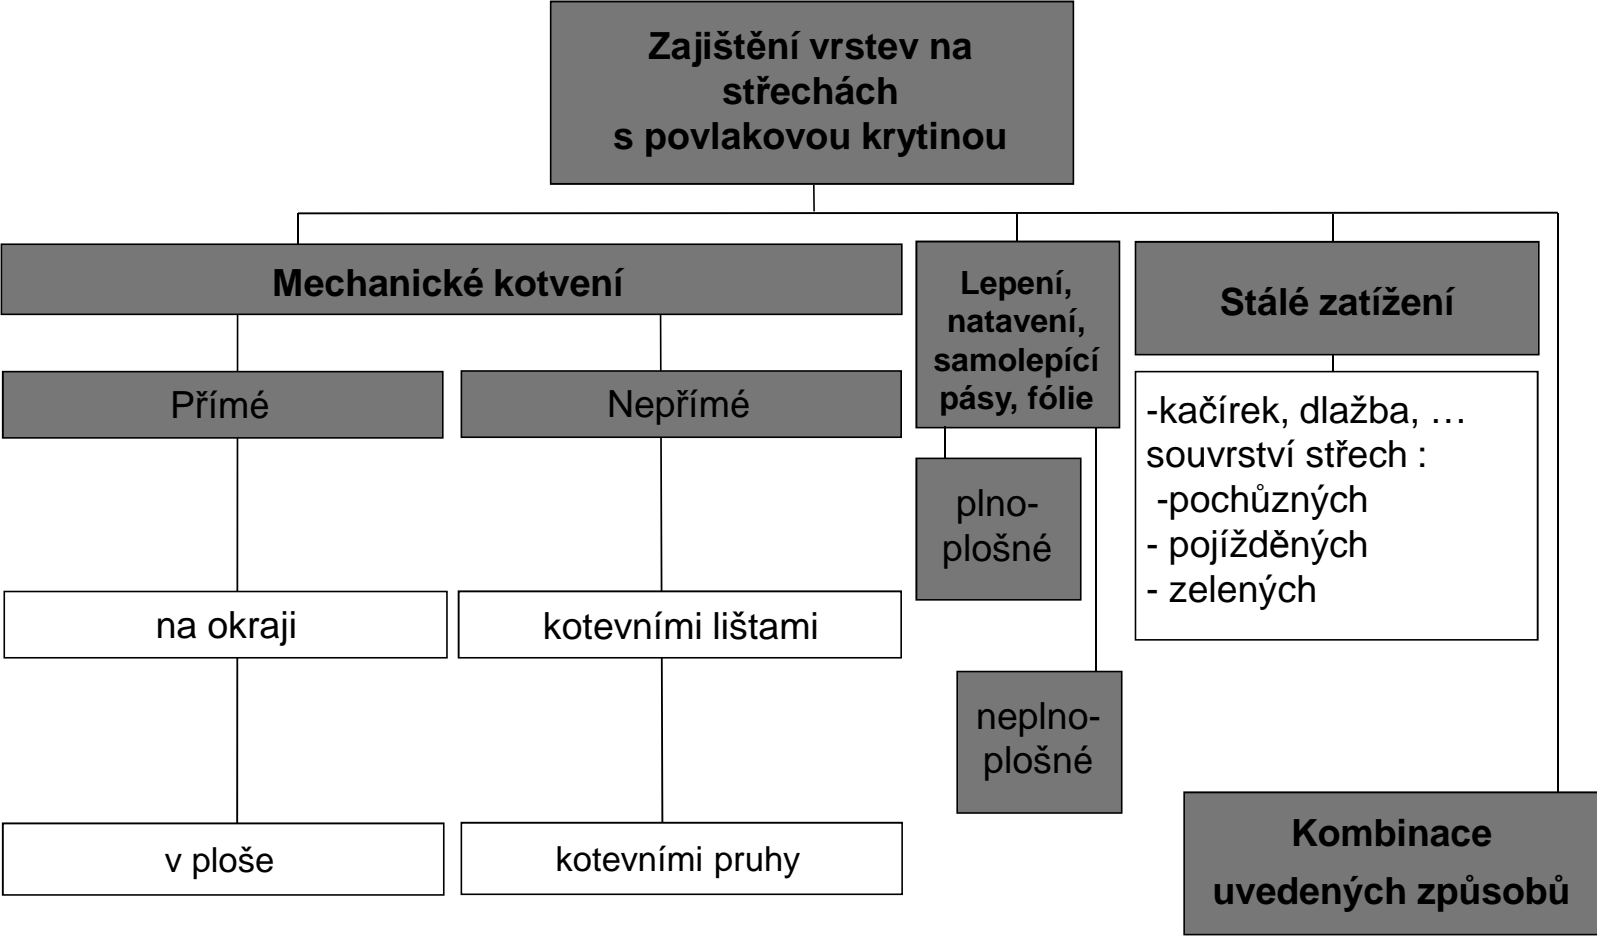 Zajištění vrstev na
střechách
s povlakovou krytinou
Mechanické kotvení
Přímé
na okraji
v ploše
Nepřímé
kotevními lištami
kotevními pruhy
Lepení,
natavení,
samolepící
pásy, fólie
plno-
plošné
neplno-
plošné
Stálé zatížení
-kačírek, dlažba, …
souvrství střech :
-pochůzných
- pojížděných
- zelených
Kombinace
uvedených způsobů